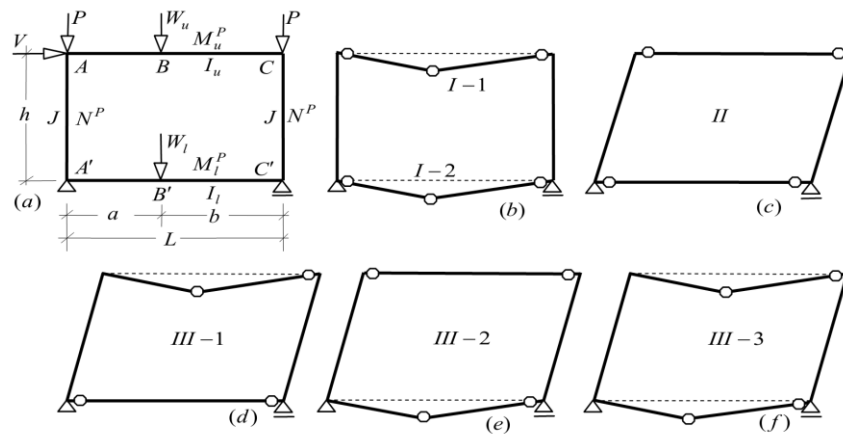 P W_u P
V M_u^P
A B I_u C
h J N^P J N^P
W_l
A' M_l^P C'
(a) B' I_l
a b
L
I-1
I-2
(b)
II
(c)
III-1
(d)
III-2
(e)
III-3
(f)